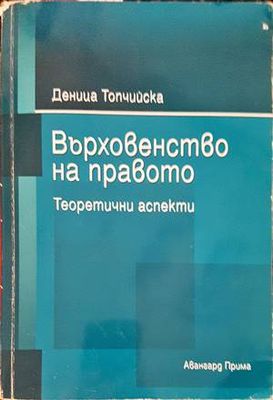 Деница Топчийска
Върховенство
на правото
Теоретични аспекти
Авангард Прима